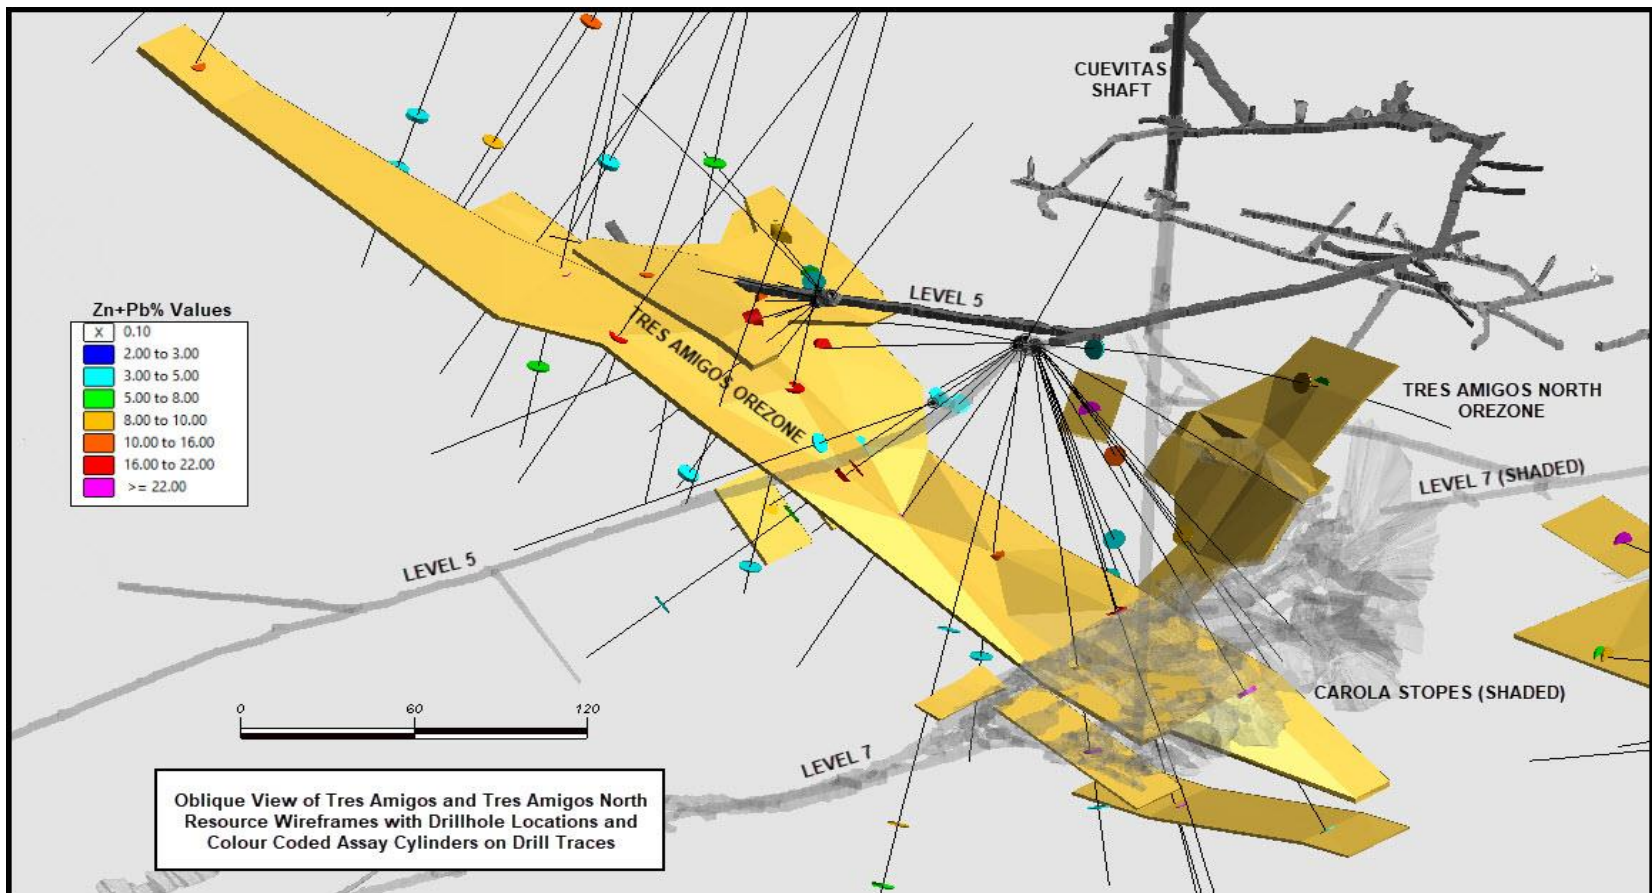 CUEVITAS
SHAFT
LEVEL 5
Zn+Pb% Values
X 0.10
2.00 to 3.00
3.00 to 5.00
5.00 to 8.00
8.00 to 10.00
10.00 to 16.00
16.00 to 22.00
>= 22.00
TRES AMIGOS OREZONE
TRES AMIGOS NORTH
OREZONE
LEVEL 7 (SHADED)
LEVEL 5
CAROLA STOPES (SHADED)
0 60 120
LEVEL 7
Oblique View of Tres Amigos and Tres Amigos North
Resource Wireframes with Drillhole Locations and
Colour Coded Assay Cylinders on Drill Traces